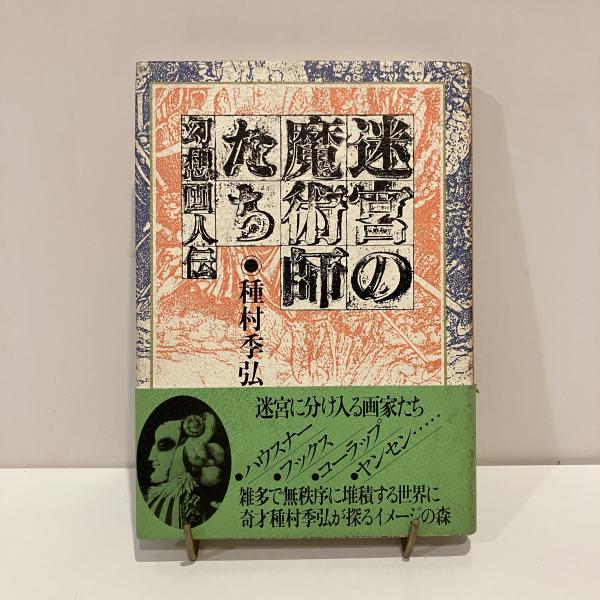 迷宮の
魔術師
たち
幻想画人伝
●種村季弘
迷宮に分け入る画家たち
●ハウスナー
●フックス
●コーラップ
●ヤンセン……
雑多で無秩序に堆積する世界に
奇才種村季弘が探るイメージの森